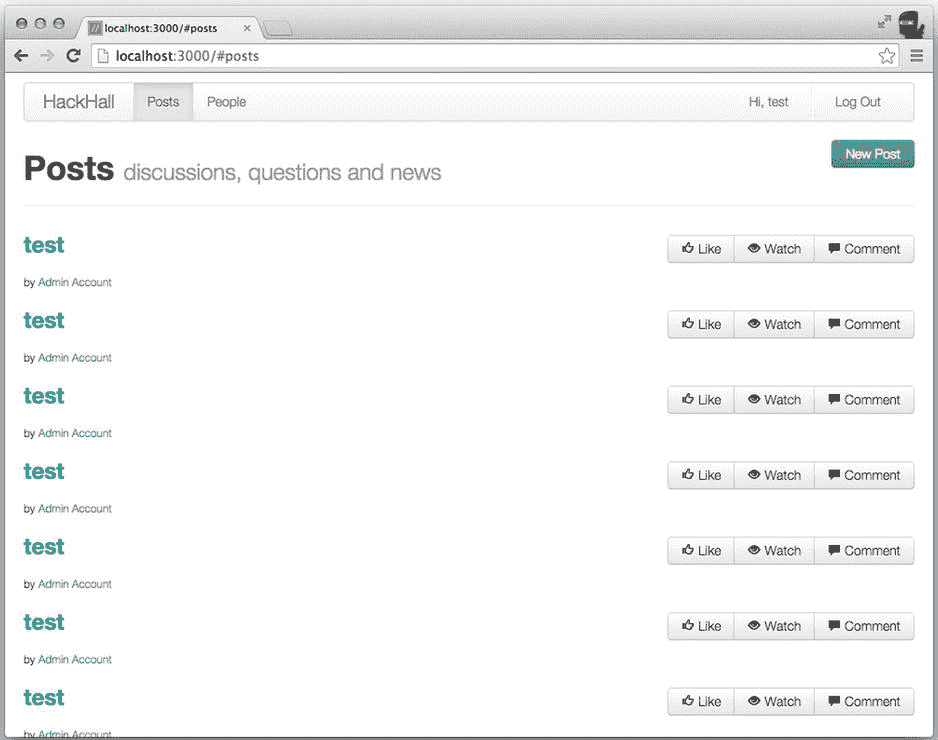 localhost:3000/#posts
localhost:3000/#posts
HackHall Posts People Hi, test Log Out
Posts discussions, questions and news New Post
test Like Watch Comment
by Admin Account
test Like Watch Comment
by Admin Account
test Like Watch Comment
by Admin Account
test Like Watch Comment
by Admin Account
test Like Watch Comment
by Admin Account
test Like Watch Comment
by Admin Account
test Like Watch Comment
by Admin Account